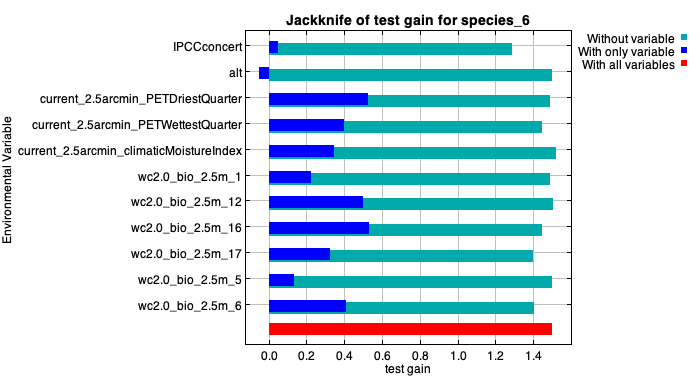 Jackknife of test gain for species_6
Without variable
With only variable
With all variables
Environmental Variable
IPCCconcert
alt
current_2.5arcmin_PETDriestQuarter
current_2.5arcmin_PETWettestQuarter
current_2.5arcmin_climaticMoistureIndex
wc2.0_bio_2.5m_1
wc2.0_bio_2.5m_12
wc2.0_bio_2.5m_16
wc2.0_bio_2.5m_17
wc2.0_bio_2.5m_5
wc2.0_bio_2.5m_6
0.0 0.2 0.4 0.6 0.8 1.0 1.2 1.4
test gain